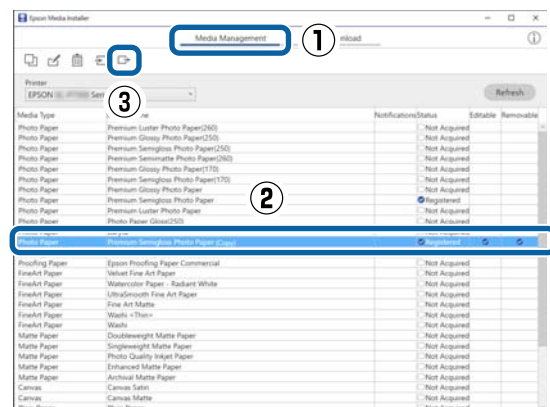 Epson Media Installer
Media Management
nload
①
Printer
EPSON
Seri
③
Refresh
Media Type
ne
Notifications
Status
Editable
Removable
Photo Paper Premium Luster Photo Paper(260) Not Acquired
Photo Paper Premium Glossy Photo Paper(250) Not Acquired
Photo Paper Premium Semigloss Photo Paper(250) Not Acquired
Photo Paper Premium Semimatte Photo Paper(260) Not Acquired
Photo Paper Premium Glossy Photo Paper(170) Not Acquired
Photo Paper Premium Semigloss Photo Paper(170) Not Acquired
Photo Paper Premium Glossy Photo Paper Not Acquired
Photo Paper Premium Semigloss Photo Paper Registered
②
Photo Paper Premium Luster Photo Paper Not Acquired
Photo Paper Photo Paper Gloss(250) Not Acquired
Photo Paper Premium Semigloss Photo Paper (Copy) Registered
Proofing Paper Epson Proofing Paper Commercial Not Acquired
FineArt Paper Velvet Fine Art Paper Not Acquired
FineArt Paper Watercolor Paper - Radiant White Not Acquired
FineArt Paper UltraSmooth Fine Art Paper Not Acquired
FineArt Paper Fine Art Matte Not Acquired
FineArt Paper Washi <Thin> Not Acquired
FineArt Paper Washi Not Acquired
Matte Paper Doubleweight Matte Paper Not Acquired
Matte Paper Singleweight Matte Paper Not Acquired
Matte Paper Photo Quality Inkjet Paper Not Acquired
Matte Paper Enhanced Matte Paper Not Acquired
Matte Paper Archival Matte Paper Not Acquired
Canvas Canvas Satin Not Acquired
Canvas Canvas Matte Not Acquired